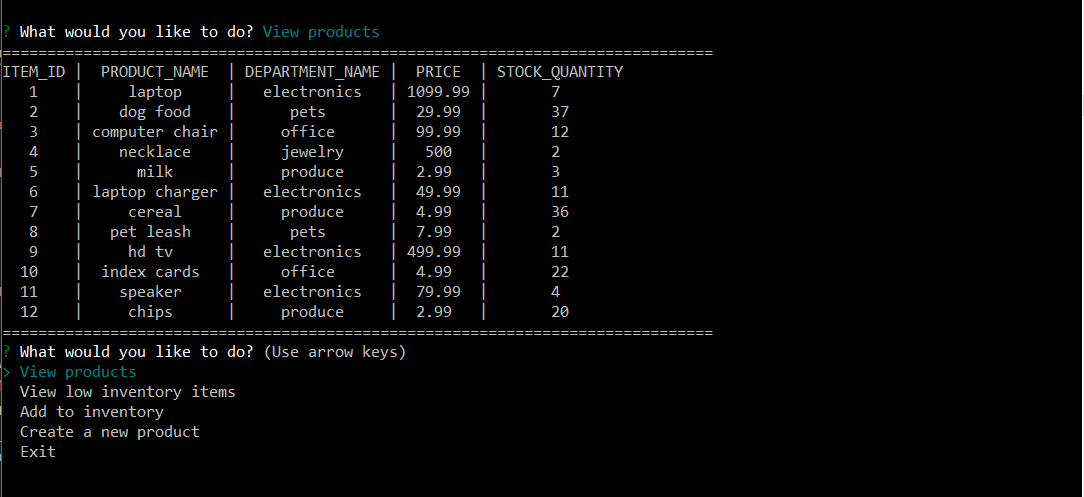 ? What would you like to do? View products
===============================================================================
ITEM_ID | PRODUCT_NAME | DEPARTMENT_NAME | PRICE | STOCK_QUANTITY
1 | laptop | electronics | 1099.99 | 7
2 | dog food | pets | 29.99 | 37
3 | computer chair | office | 99.99 | 12
4 | necklace | jewelry | 500 | 2
5 | milk | produce | 2.99 | 3
6 | laptop charger | electronics | 49.99 | 11
7 | cereal | produce | 4.99 | 36
8 | pet leash | pets | 7.99 | 2
9 | hd tv | electronics | 499.99 | 11
10 | index cards | office | 4.99 | 22
11 | speaker | electronics | 79.99 | 4
12 | chips | produce | 2.99 | 20
===============================================================================
? What would you like to do? (Use arrow keys)
> View products
View low inventory items
Add to inventory
Create a new product
Exit